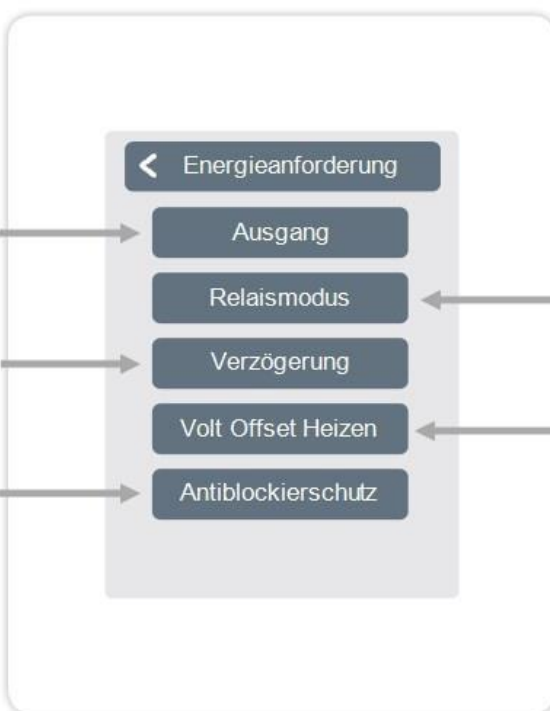 Energieanforderung
Ausgang
Relaismodus
Verzögerung
Volt Offset Heizen
Antiblockierschutz